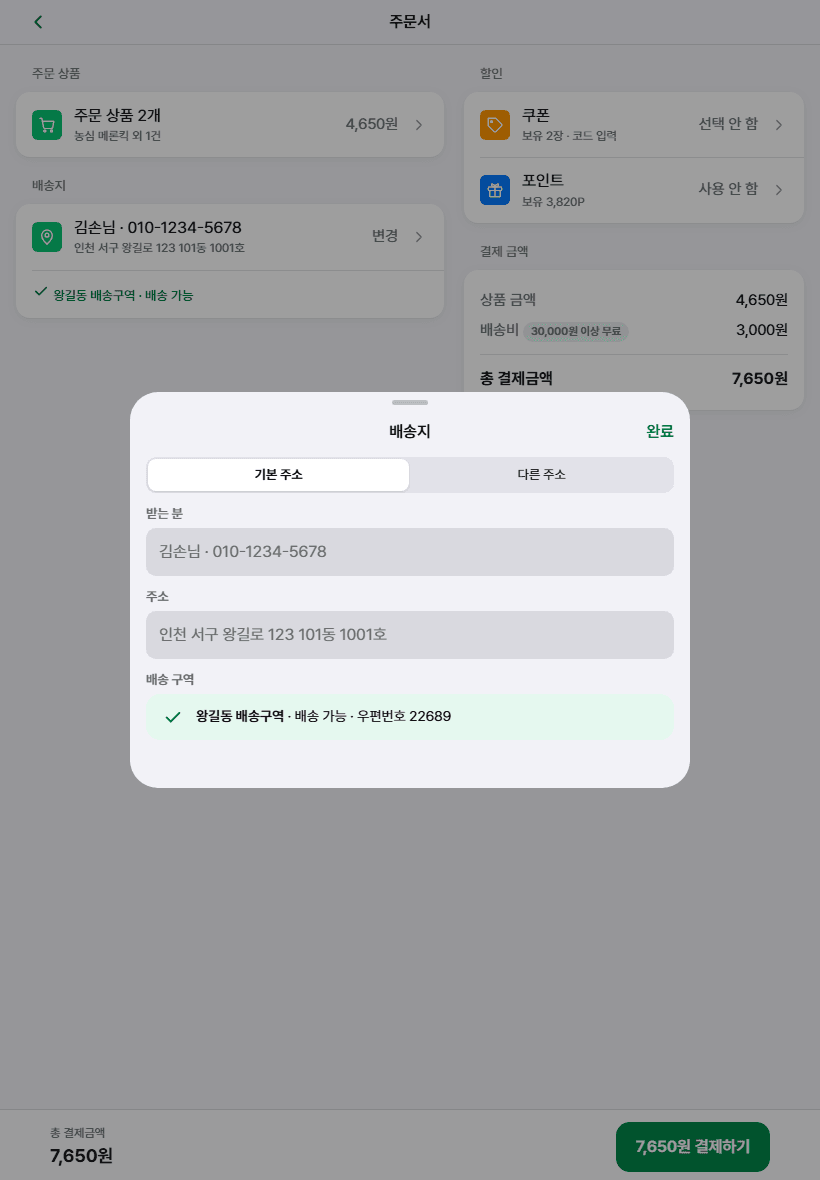 주문서
주문 상품
주문 상품 2개
농심 메론킥 외 1건
4,650원
배송지
김손님 · 010-1234-5678
인천 서구 왕길로 123 101동 1001호
변경
왕길동 배송구역 · 배송 가능
할인
쿠폰
보유 2장 · 코드 입력
선택 안 함
포인트
보유 3,820P
사용 안 함
결제 금액
상품 금액 4,650원
배송비 30,000원 이상 무료 3,000원
총 결제금액 7,650원
배송지
완료
기본 주소
다른 주소
받는 분
김손님 · 010-1234-5678
주소
인천 서구 왕길로 123 101동 1001호
배송 구역
왕길동 배송구역 · 배송 가능 · 우편번호 22689
총 결제금액
7,650원
7,650원 결제하기